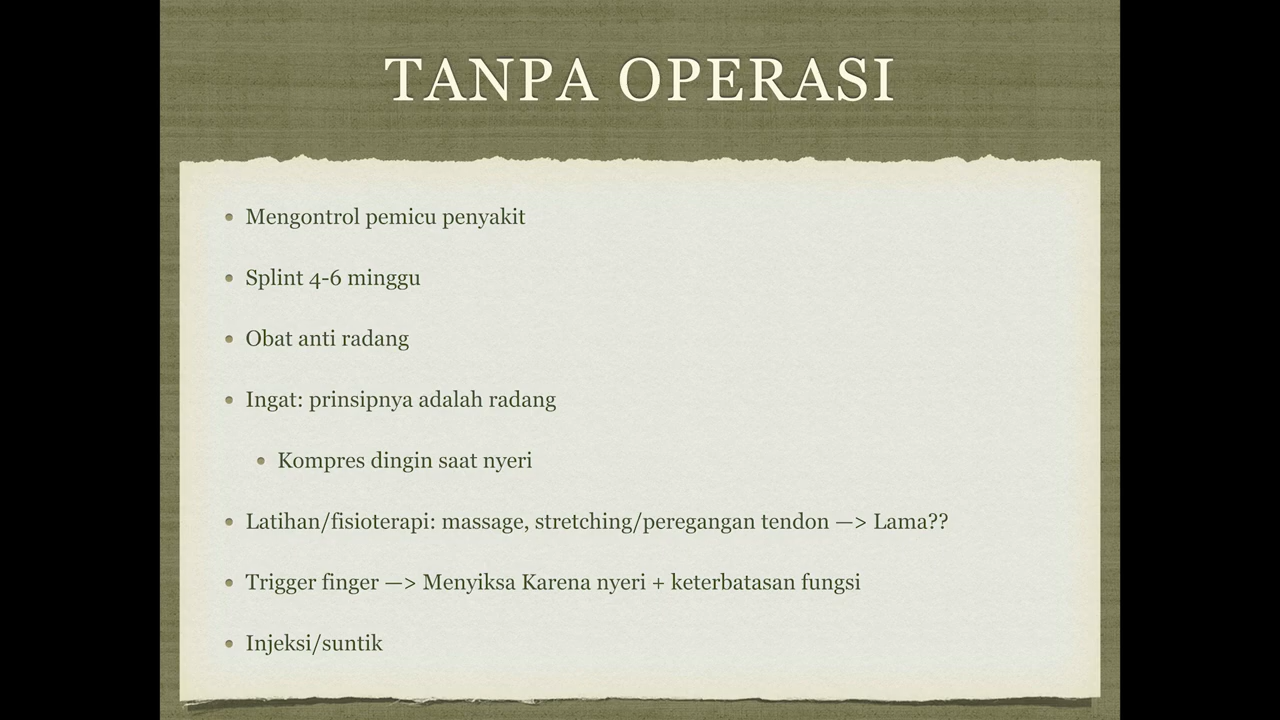 TANPA OPERASI
• Mengontrol pemicu penyakit
• Splint 4-6 minggu
• Obat anti radang
• Ingat: prinsipnya adalah radang
• Kompres dingin saat nyeri
• Latihan/fisioterapi: massage, stretching/peregangan tendon —> Lama??
• Trigger finger —> Menyiksa Karena nyeri + keterbatasan fungsi
• Injeksi/suntik